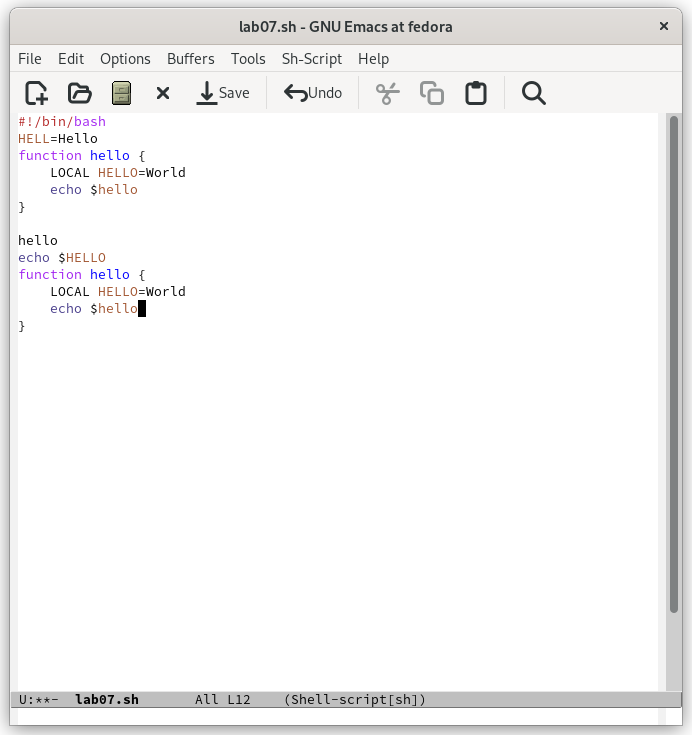 lab07.sh - GNU Emacs at fedora ×
File Edit Options Buffers Tools Sh-Script Help
Save Undo
#!/bin/bash
HELL=Hello
function hello {
    LOCAL HELLO=World
    echo $hello
}
hello
echo $HELLO
function hello {
    LOCAL HELLO=World
    echo $hello
}
U:**- lab07.sh All L12 (Shell-script[sh])